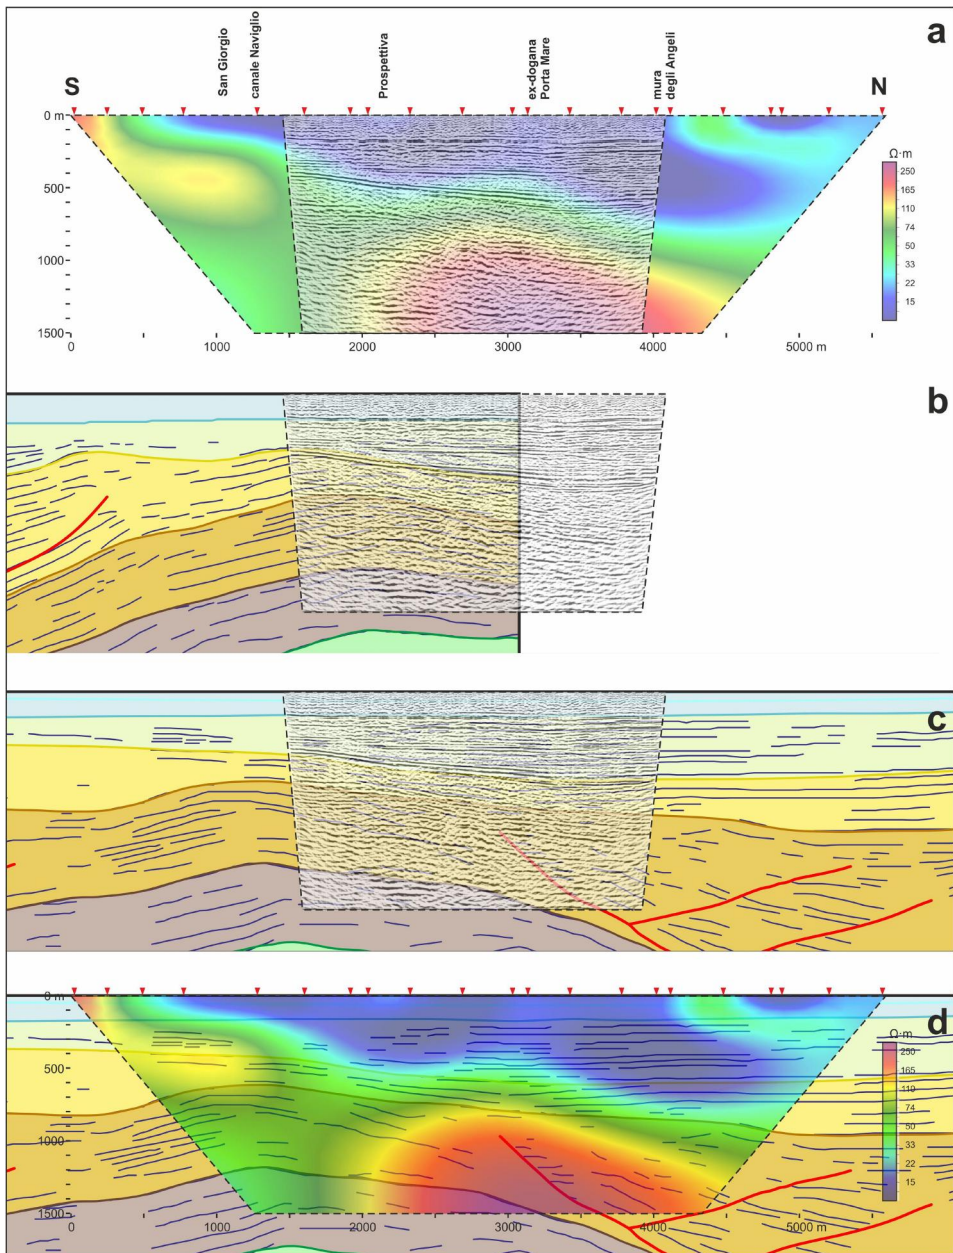 a
San Giorgio
canale Naviglio
Prospettiva
ex-dogana
Porta Mare
mura
degli Angeli
S
N
0 m
500
1000
1500
0
1000
2000
3000
4000
5000 m
Ω·m
250
165
110
74
50
33
22
15
b
c
d
0 m
500
1000
1500
0
1000
2000
3000
4000
5000 m
Ω·m
250
165
110
74
50
33
22
15